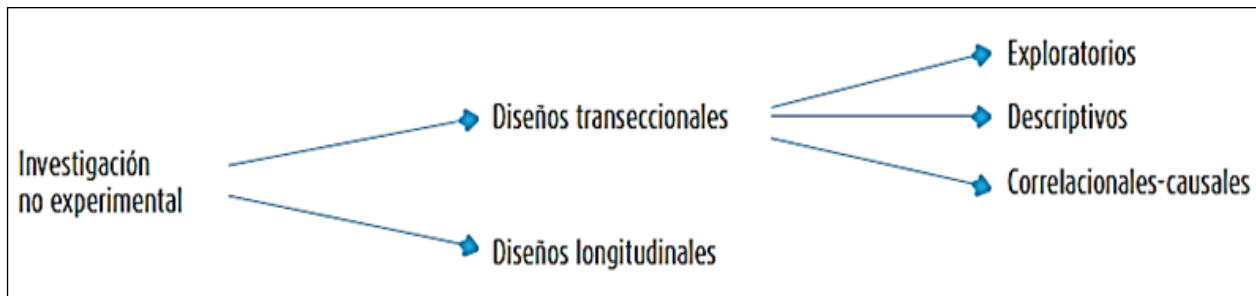 Investigación
no experimental
Diseños transeccionales
Diseños longitudinales
Exploratorios
Descriptivos
Correlacionales-causales